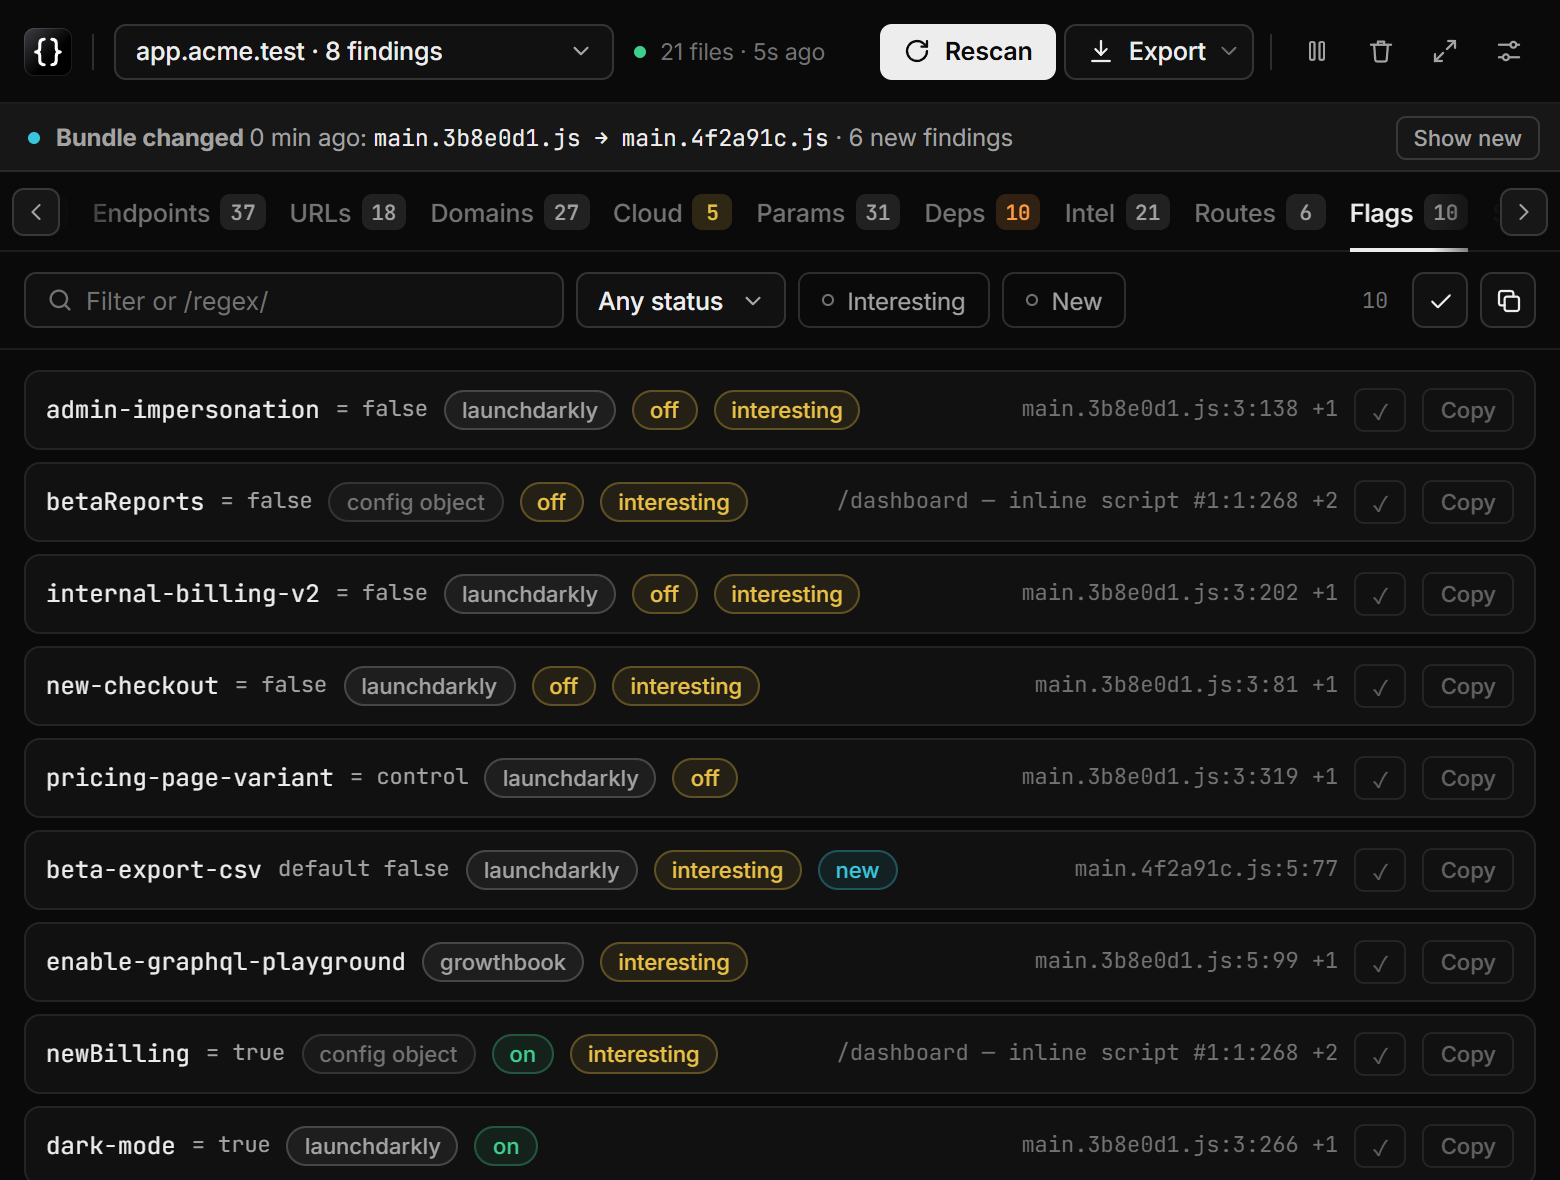 {} app.acme.test · 8 findings 21 files · 5s ago Rescan Export
Bundle changed 0 min ago: main.3b8e0d1.js → main.4f2a91c.js · 6 new findings Show new
Endpoints 37 URLs 18 Domains 27 Cloud 5 Params 31 Deps 10 Intel 21 Routes 6 Flags 10
Filter or /regex/ Any status Interesting New 10
admin-impersonation = false launchdarkly off interesting main.3b8e0d1.js:3:138 +1 ✓ Copy
betaReports = false config object off interesting /dashboard — inline script #1:1:268 +2 ✓ Copy
internal-billing-v2 = false launchdarkly off interesting main.3b8e0d1.js:3:202 +1 ✓ Copy
new-checkout = false launchdarkly off interesting main.3b8e0d1.js:3:81 +1 ✓ Copy
pricing-page-variant = control launchdarkly off main.3b8e0d1.js:3:319 +1 ✓ Copy
beta-export-csv default false launchdarkly interesting new main.4f2a91c.js:5:77 ✓ Copy
enable-graphql-playground growthbook interesting main.3b8e0d1.js:5:99 +1 ✓ Copy
newBilling = true config object on interesting /dashboard — inline script #1:1:268 +2 ✓ Copy
dark-mode = true launchdarkly on main.3b8e0d1.js:3:266 +1 ✓ Copy